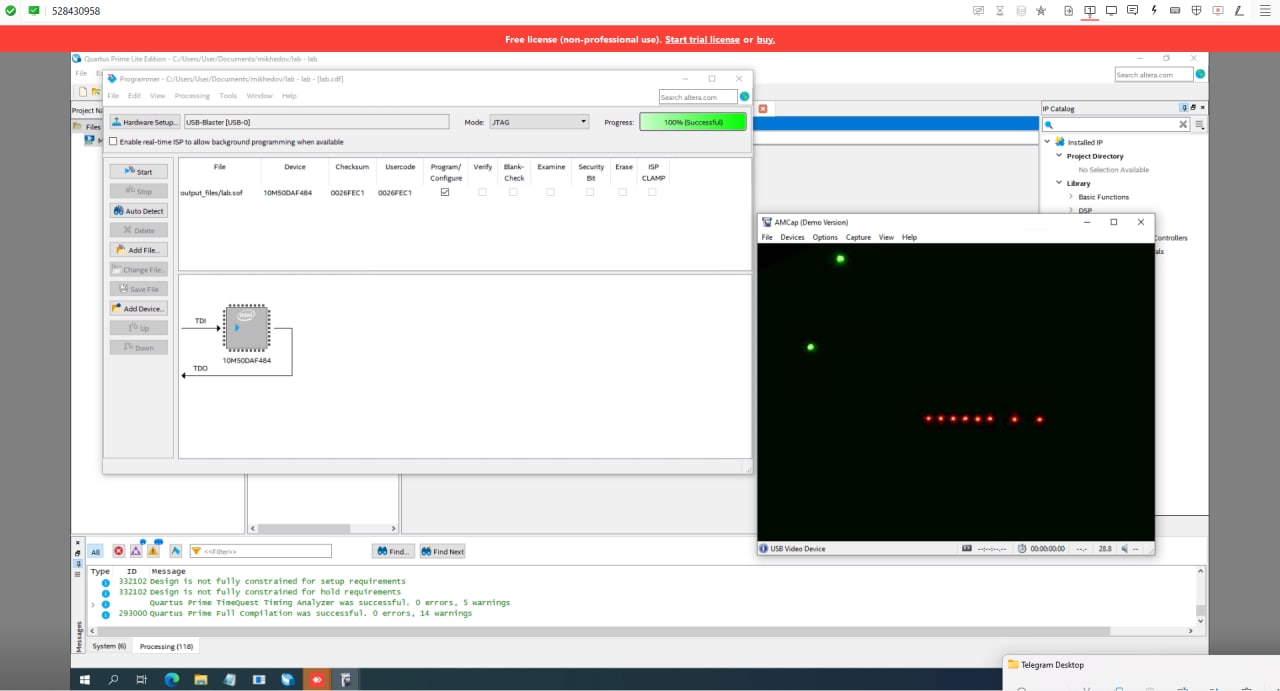 528430958
Free license (non-professional use). Start trial license or buy.
Quartus Prime Lite Edition - C:/Users/User/Documents/mikhedov/lab - lab
File
Search altera.com
Programmer - C:/Users/User/Documents/mikhedov/lab - lab - [lab.cdf]
File Edit View Processing Tools Window Help
Search altera.com
Project Na
Files
Hardware Setup...
USB-Blaster [USB-0]
Mode: JTAG
Progress: 100% (Successful)
Enable real-time ISP to allow background programming when available
Start
Stop
Auto Detect
Delete
Add File...
Change File...
Save File
Add Device...
Up
Down
File Device Checksum Usercode Program/ Configure Verify Blank- Check Examine Security Bit Erase ISP CLAMP
output_files/lab.sof 10M50DAF484 0026FEC1 0026FEC1
TDI
intel
10M50DAF484
TDO
IP Catalog
Installed IP
Project Directory
No Selection Available
Library
Basic Functions
DSP
Controllers
als
AMCap (Demo Version)
File Devices Options Capture View Help
USB Video Device
--:--:--.--
00:00:00:00
--.-
28.8
--
All
<<Filter>>
Find...
Find Next
Type ID Message
332102 Design is not fully constrained for setup requirements
332102 Design is not fully constrained for hold requirements
Quartus Prime TimeQuest Timing Analyzer was successful. 0 errors, 5 warnings
293000 Quartus Prime Full Compilation was successful. 0 errors, 14 warnings
Messages
System (6)
Processing (118)
Telegram Desktop